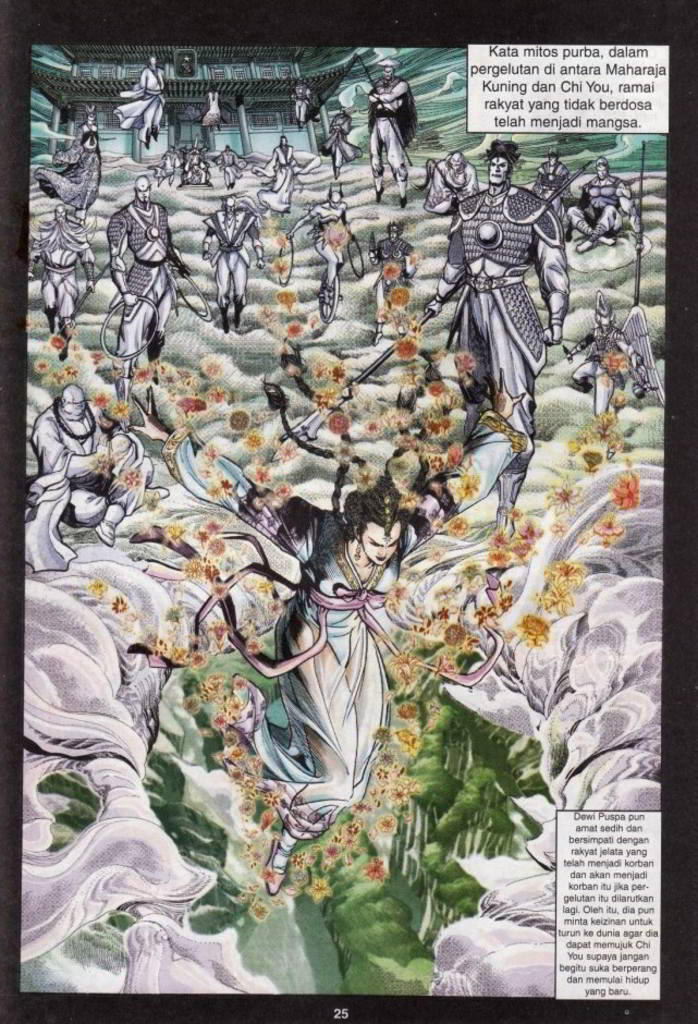 Kata mitos purba, dalam
pergelutan di antara Maharaja
Kuning dan Chi You, ramai
rakyat yang tidak berdosa
telah menjadi mangsa.
Dewi Puspa pun
amat sedih dan
bersimpati dengan
rakyat jelata yang
telah menjadi korban
dan akan menjadi
korban itu jika per-
gelutan itu dilarutkan
lagi. Oleh itu, dia pun
minta keizinan untuk
turun ke dunia agar dia
dapat memujuk Chi
You supaya jangan
begitu suka berperang
dan memulai hidup
yang baru.
25